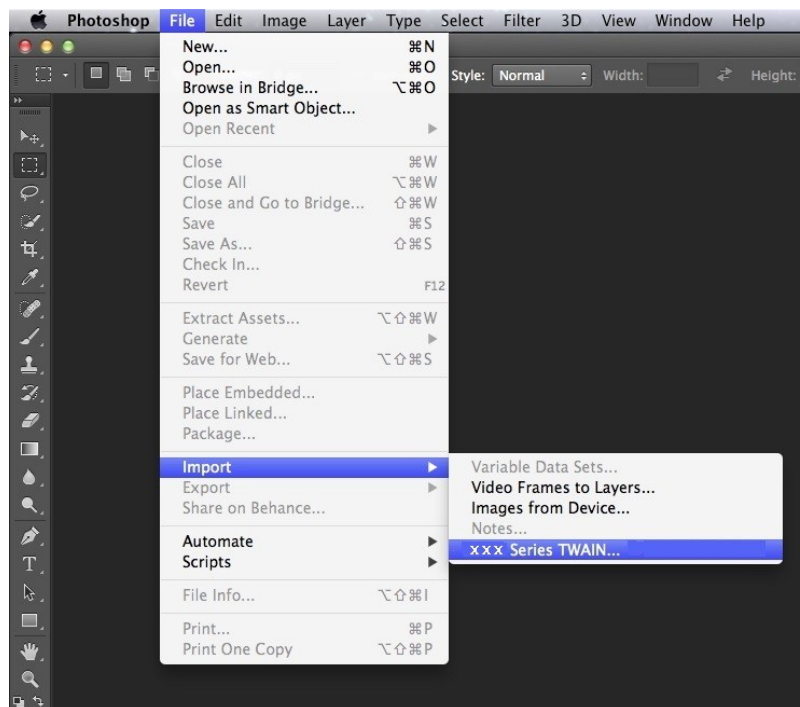 Photoshop File Edit Image Layer Type Select Filter 3D View Window Help
Style: Normal Width: Height:
New... ⌘N
Open... ⌘O
Browse in Bridge... ⌥⌘O
Open as Smart Object...
Open Recent ▶
Close ⌘W
Close All ⌥⌘W
Close and Go to Bridge... ⇧⌘W
Save ⌘S
Save As... ⇧⌘S
Check In...
Revert F12
Extract Assets... ⌥⇧⌘W
Generate ▶
Save for Web... ⌥⇧⌘S
Place Embedded...
Place Linked...
Package...
Import ▶
Export ▶
Share on Behance...
Automate ▶
Scripts ▶
File Info... ⌥⇧⌘I
Print... ⌘P
Print One Copy ⌥⇧⌘P
Variable Data Sets...
Video Frames to Layers...
Images from Device...
Notes...
xxx Series TWAIN...